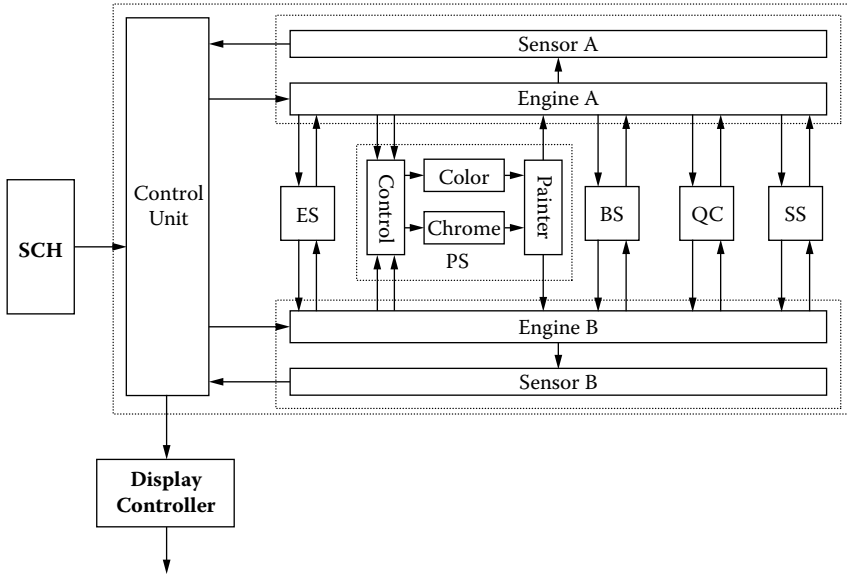 Sensor A
Engine A
Control
Unit
SCH
ES
Control
Color
Chrome
Painter
PS
BS
QC
SS
Engine B
Sensor B
Display
Controller